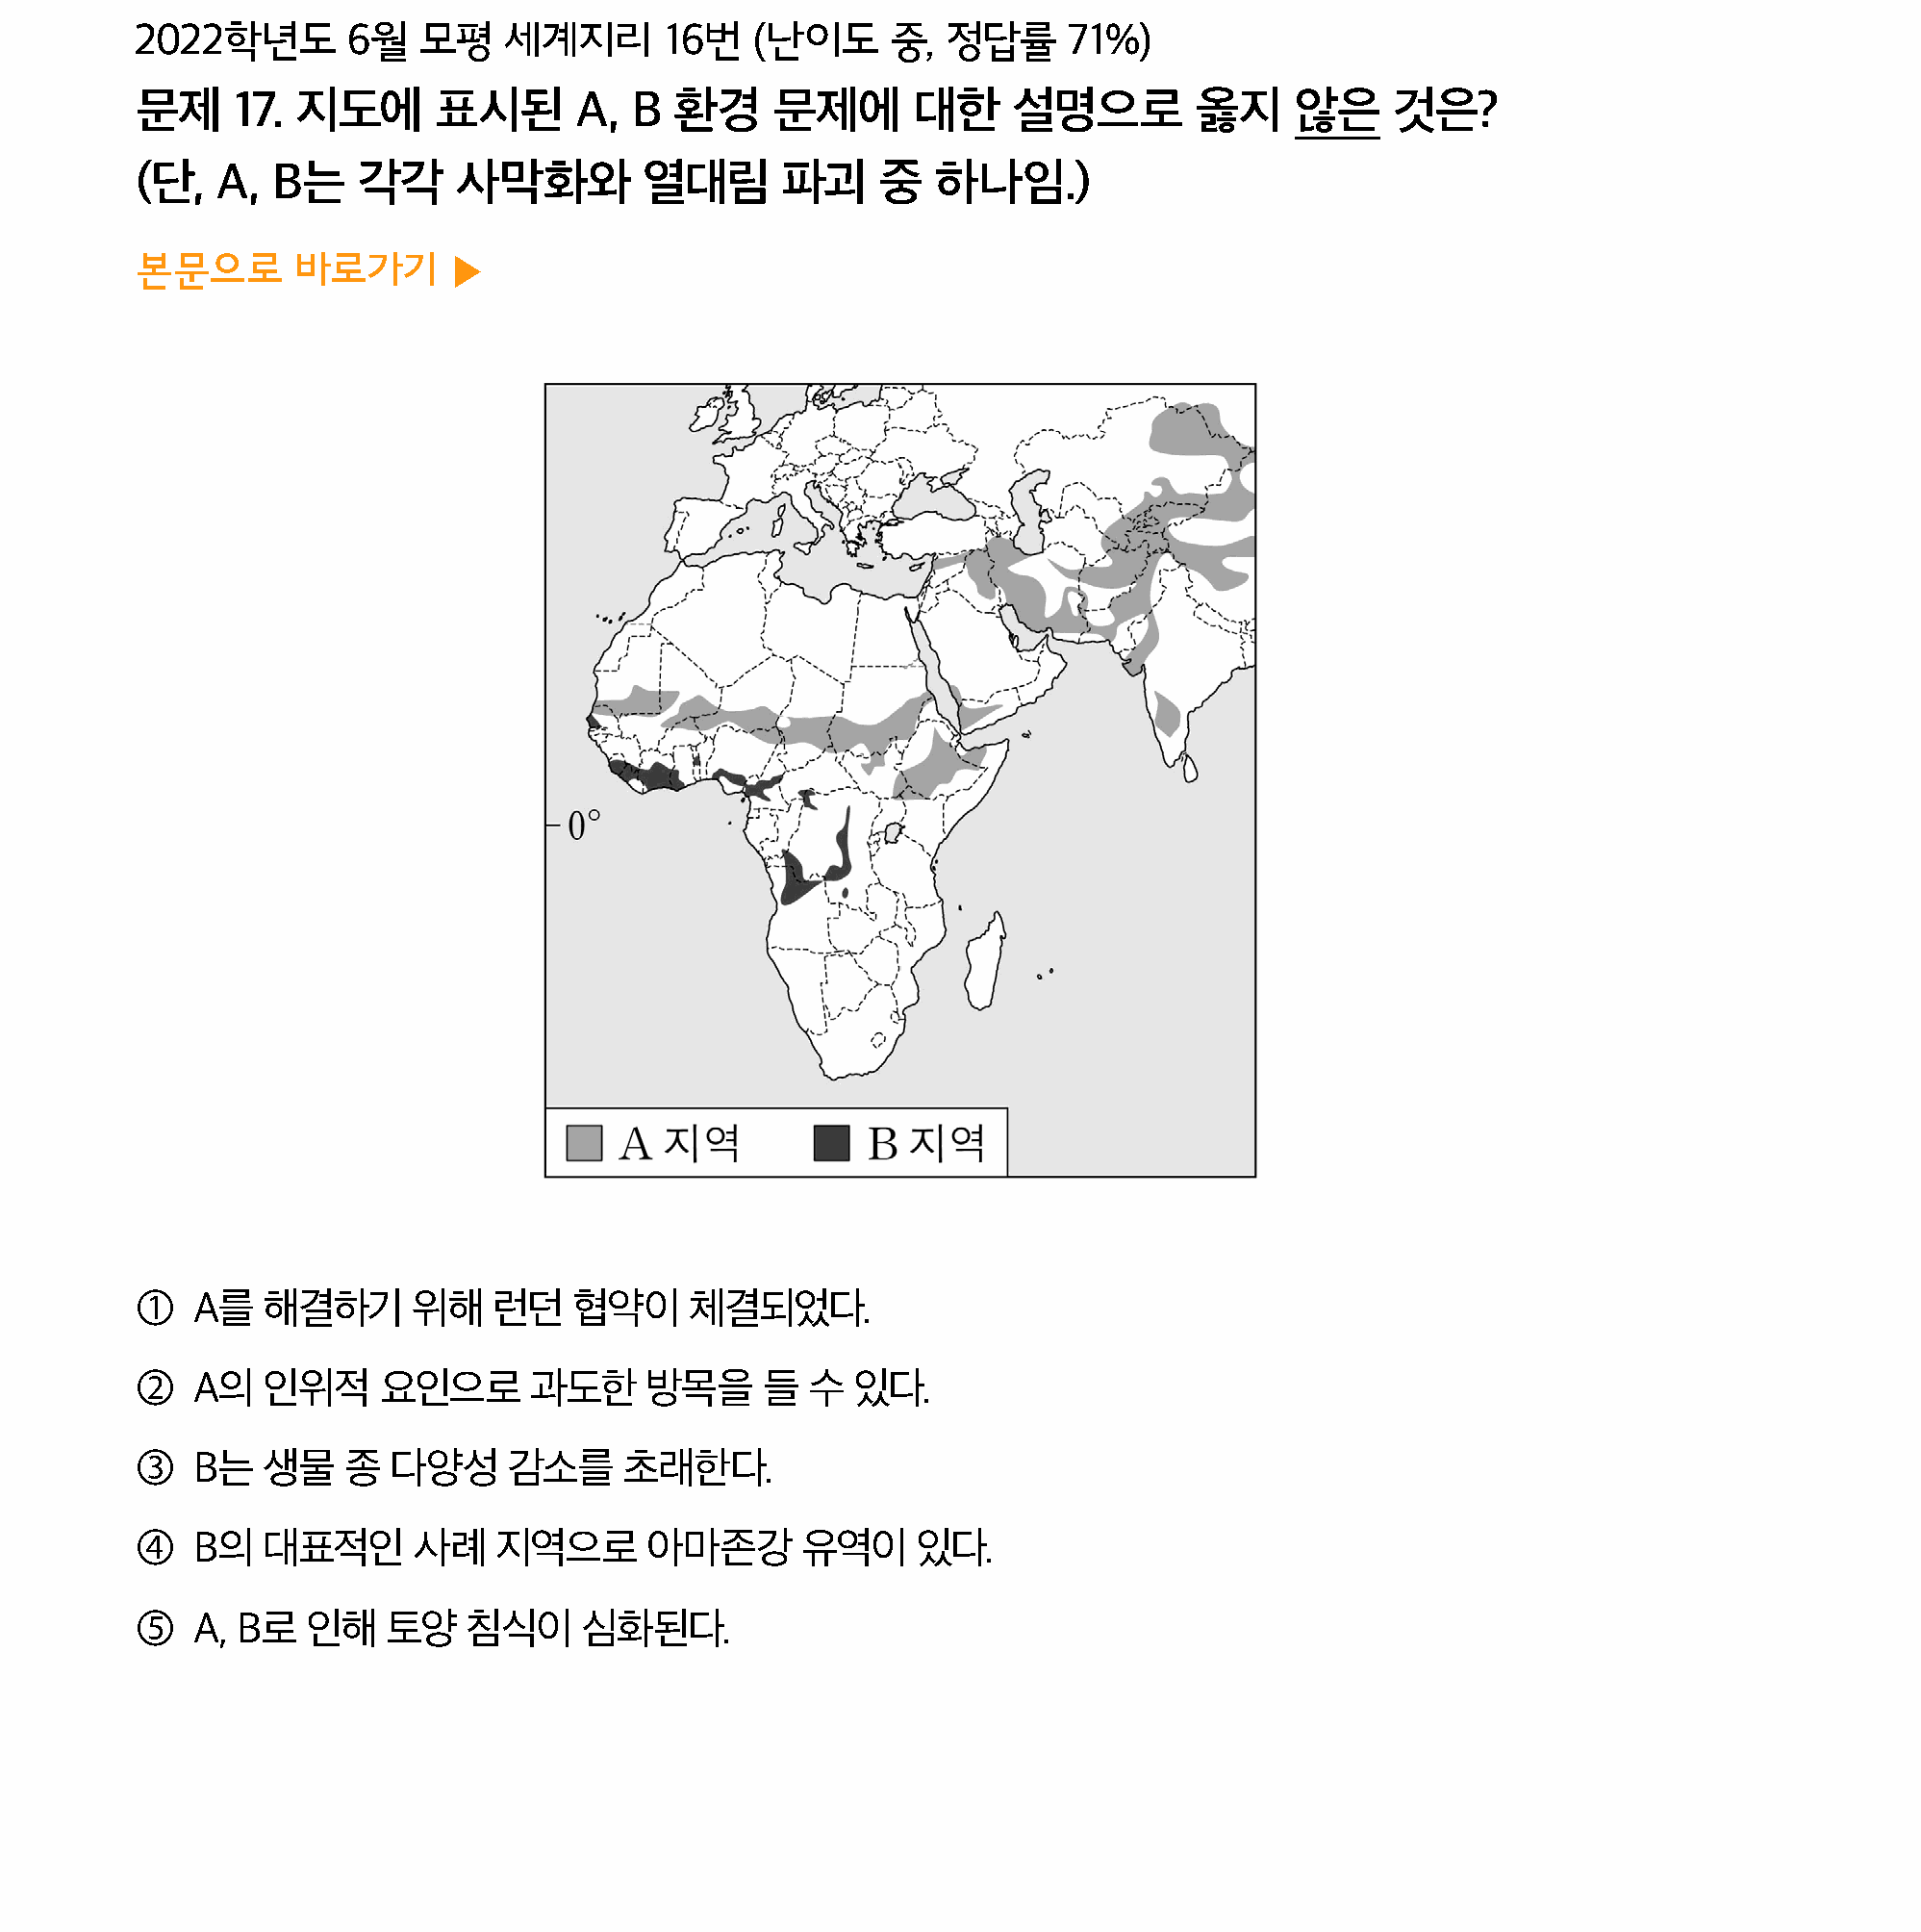 2022학년도 6월 모평 세계지리 16번 (난이도 중, 정답률 71%)
문제 17. 지도에 표시된 A, B 환경 문제에 대한 설명으로 옳지 않은 것은?
(단, A, B는 각각 사막화와 열대림 파괴 중 하나임.)
본문으로 바로가기 ▶
0°
A 지역
B 지역
① A를 해결하기 위해 런던 협약이 체결되었다.
② A의 인위적 요인으로 과도한 방목을 들 수 있다.
③ B는 생물 종 다양성 감소를 초래한다.
④ B의 대표적인 사례 지역으로 아마존강 유역이 있다.
⑤ A, B로 인해 토양 침식이 심화된다.